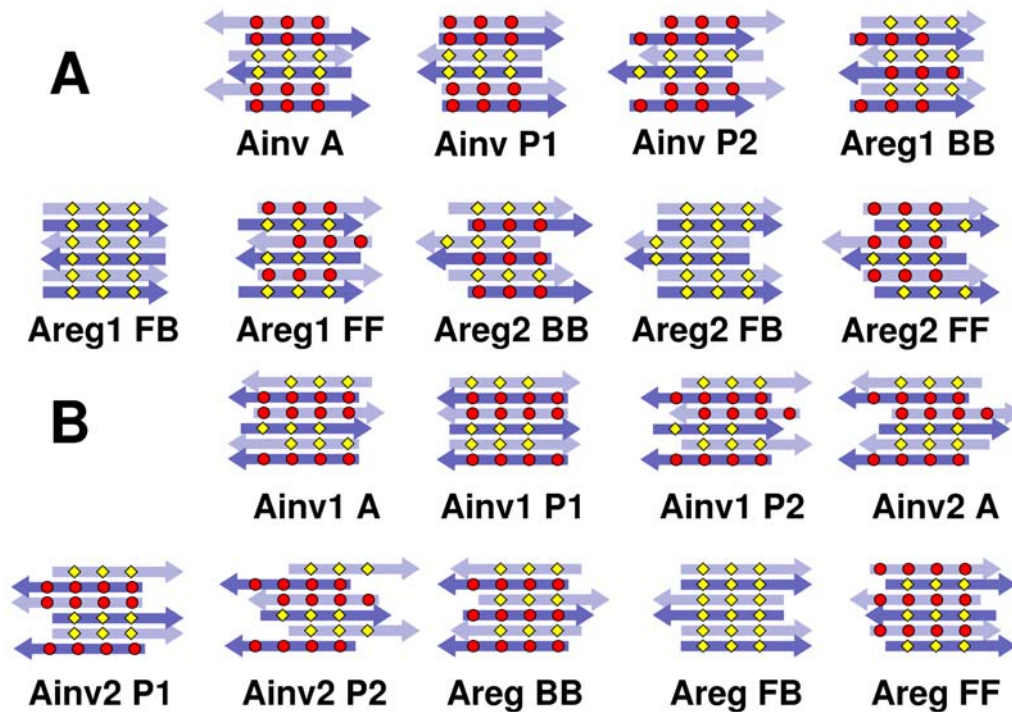 A
Ainv A Ainv P1 Ainv P2 Areg1 BB
Areg1 FB Areg1 FF Areg2 BB Areg2 FB Areg2 FF
B
Ainv1 A Ainv1 P1 Ainv1 P2 Ainv2 A
Ainv2 P1 Ainv2 P2 Areg BB Areg FB Areg FF